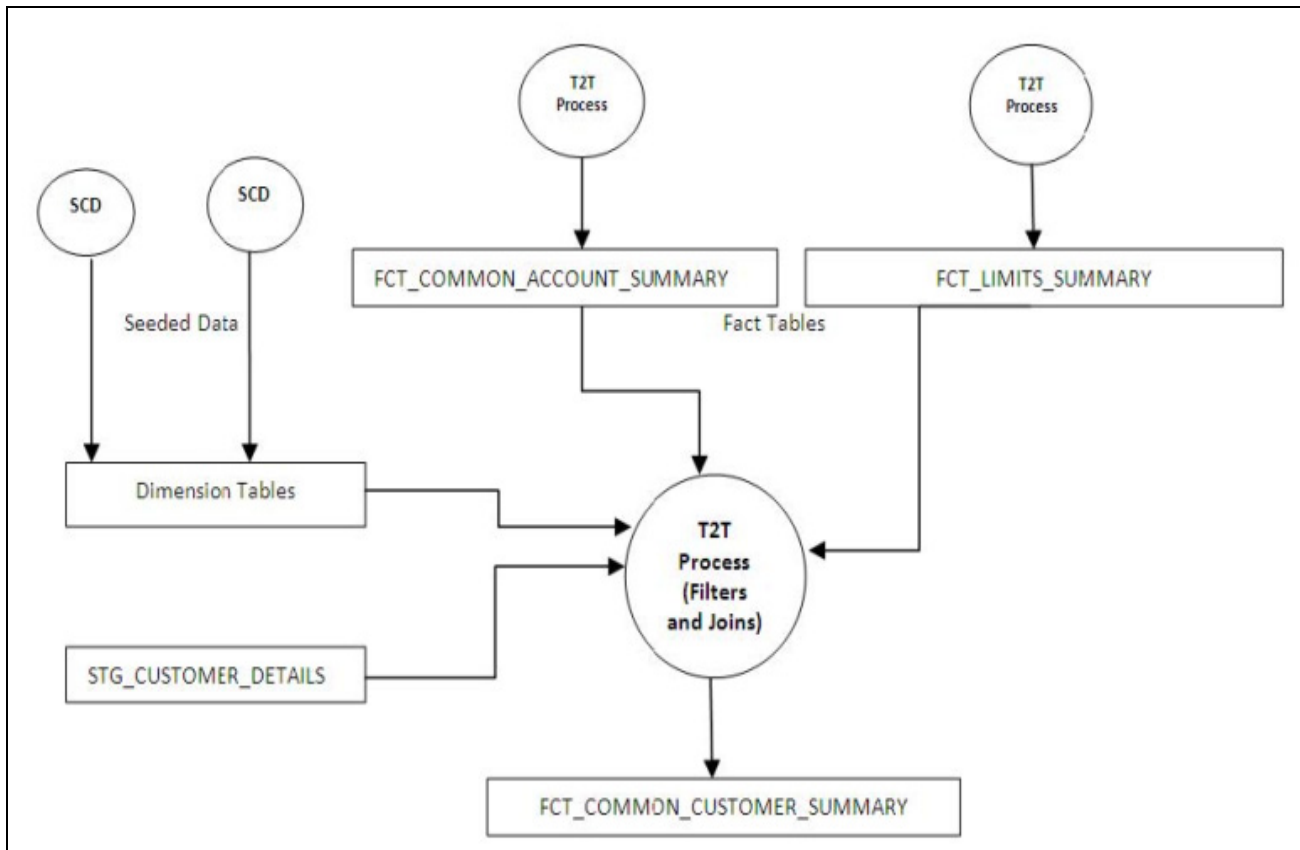 T2T
Process
T2T
Process
SCD
SCD
FCT_COMMON_ACCOUNT_SUMMARY
FCT_LIMITS_SUMMARY
Seeded Data
Fact Tables
Dimension Tables
T2T
Process
(Filters
and Joins)
STG_CUSTOMER_DETAILS
FCT_COMMON_CUSTOMER_SUMMARY